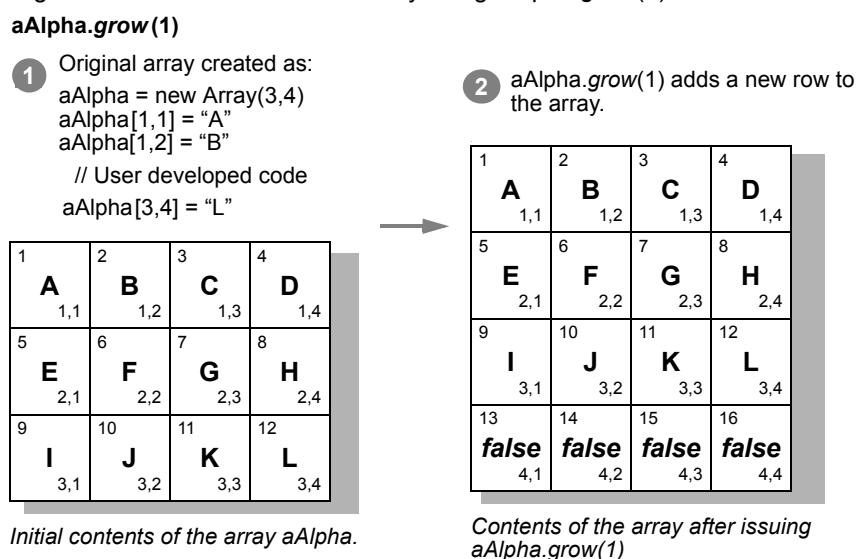 aAlpha.grow(1)
1
Original array created as:
aAlpha = new Array(3,4)
aAlpha[1,1] = “A”
aAlpha[1,2] = “B”
// User developed code
aAlpha[3,4] = “L”
1 2 3 4
A B C D
1,1 1,2 1,3 1,4
5 6 7 8
E F G H
2,1 2,2 2,3 2,4
9 10 11 12
I J K L
3,1 3,2 3,3 3,4
Initial contents of the array aAlpha.
2
aAlpha.grow(1) adds a new row to
the array.
1 2 3 4
A B C D
1,1 1,2 1,3 1,4
5 6 7 8
E F G H
2,1 2,2 2,3 2,4
9 10 11 12
I J K L
3,1 3,2 3,3 3,4
13 14 15 16
false false false false
4,1 4,2 4,3 4,4
Contents of the array after issuing
aAlpha.grow(1)